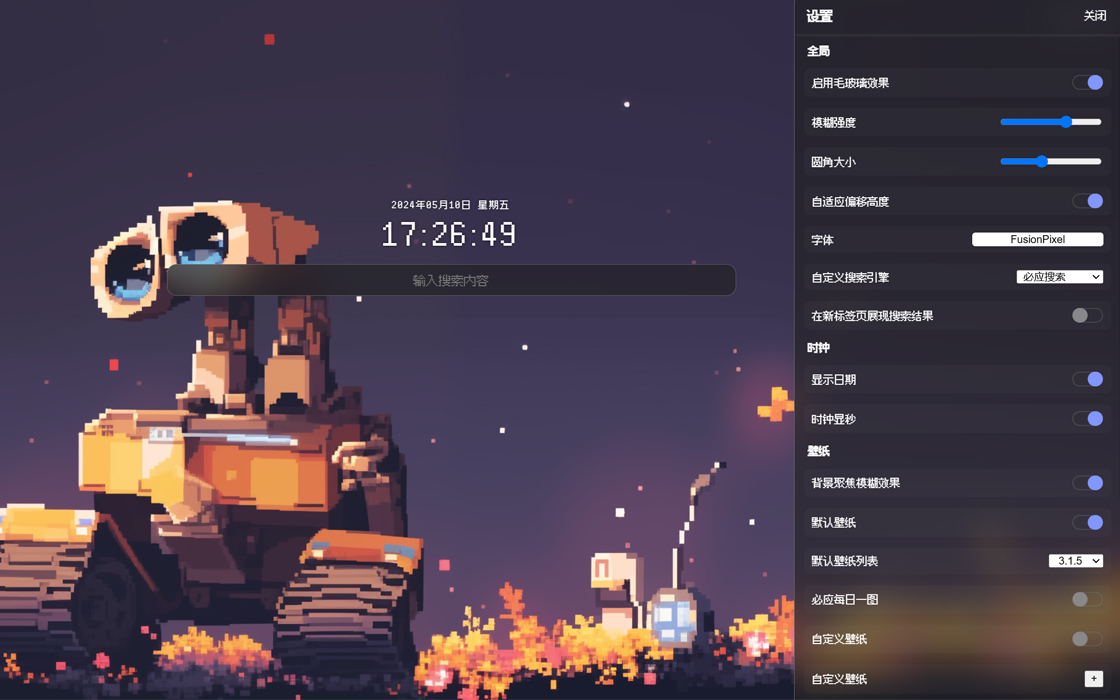 2024年05月10日 星期五
17:26:49
输入搜索内容
设置
关闭
全局
启用毛玻璃效果
模糊强度
圆角大小
自适应偏移高度
字体
FusionPixel
自定义搜索引擎
必应搜索
在新标签页展现搜索结果
时钟
显示日期
时钟显秒
壁纸
背景聚焦模糊效果
默认壁纸
默认壁纸列表
3.1.5
必应每日一图
自定义壁纸
自定义壁纸
+